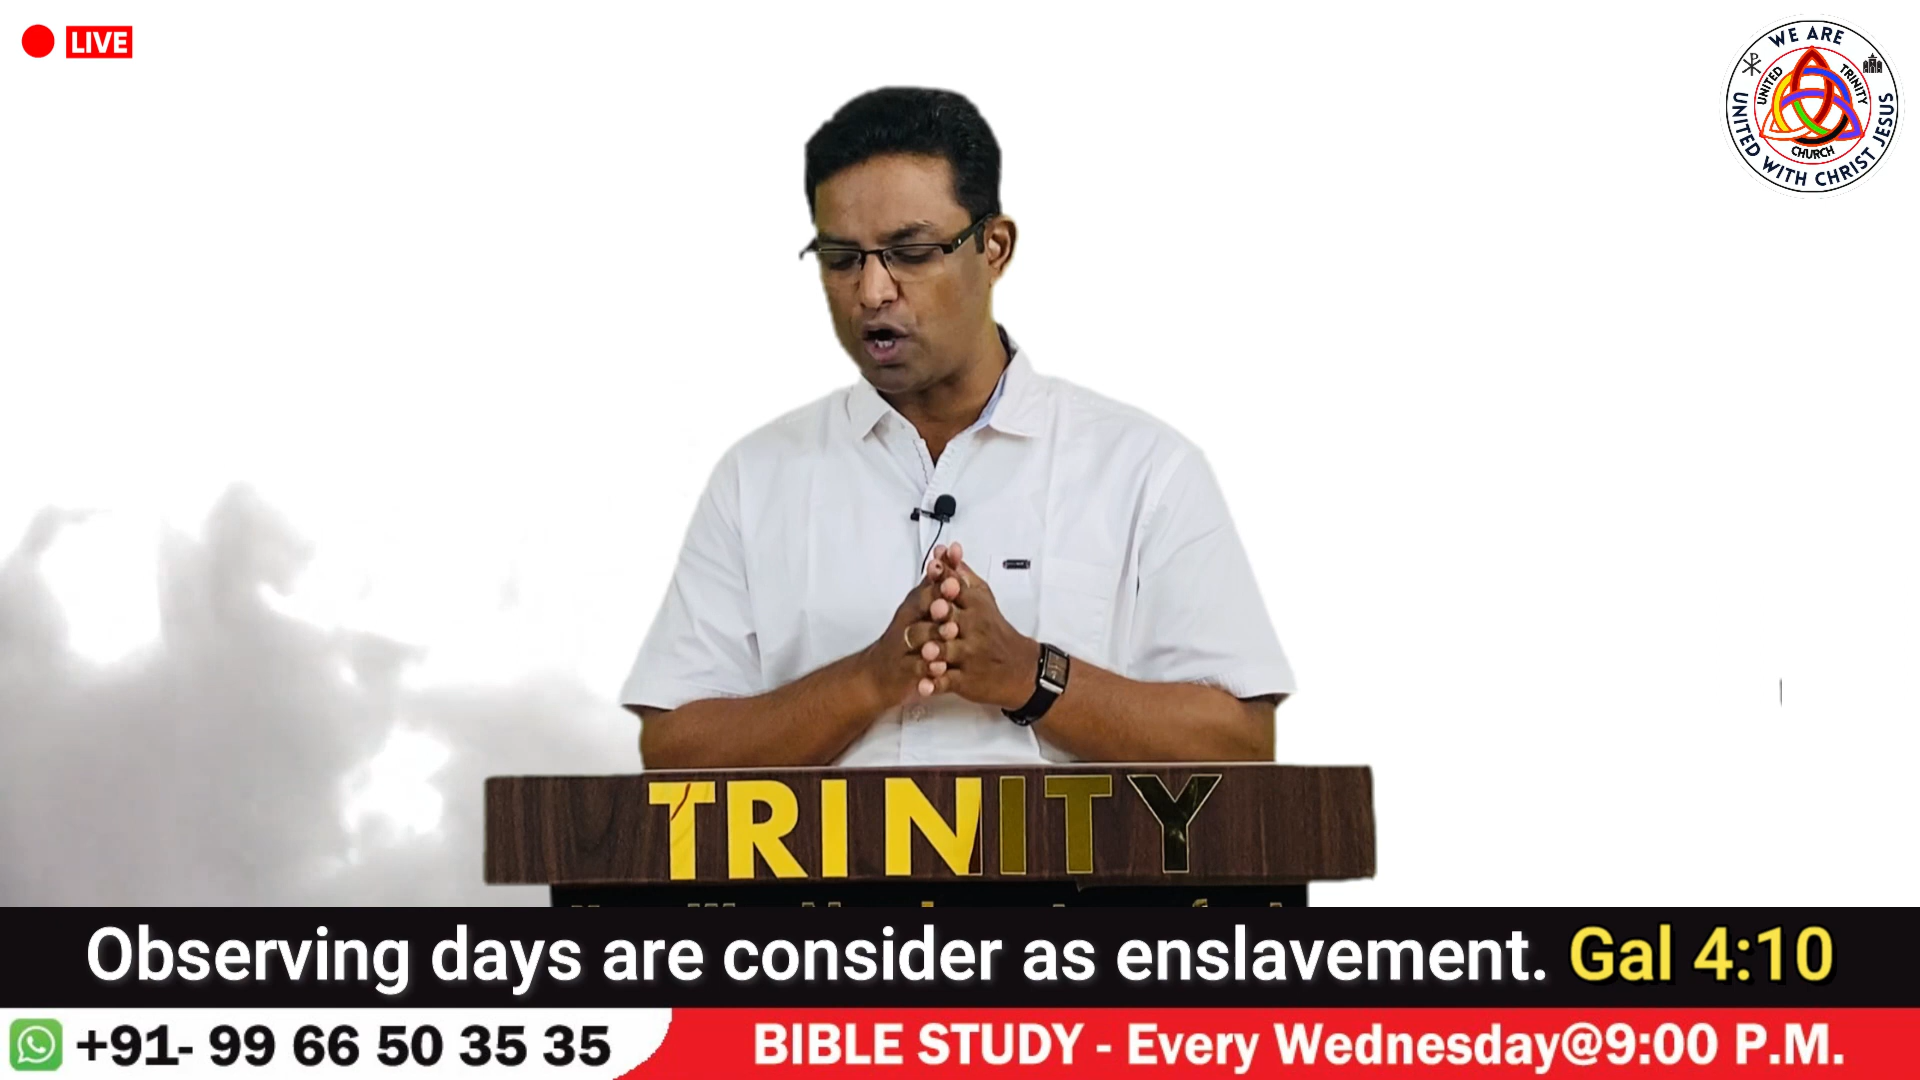 LIVE
WE ARE
UNITED TRINITY
CHURCH
UNITED WITH CHRIST JESUS
TRINITY
Observing days are consider as enslavement. Gal 4:10
+91- 99 66 50 35 35
BIBLE STUDY - Every Wednesday@9:00 P.M.